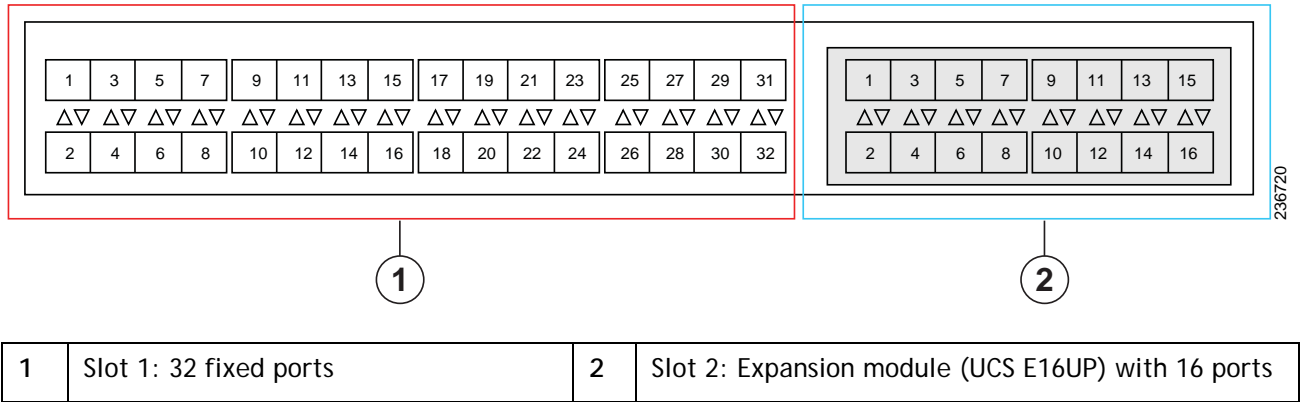 1 3 5 7 9 11 13 15 17 19 21 23 25 27 29 31 1 3 5 7 9 11 13 15
2 4 6 8 10 12 14 16 18 20 22 24 26 28 30 32 2 4 6 8 10 12 14 16
236720
1 2
1 Slot 1: 32 fixed ports 2 Slot 2: Expansion module (UCS E16UP) with 16 ports